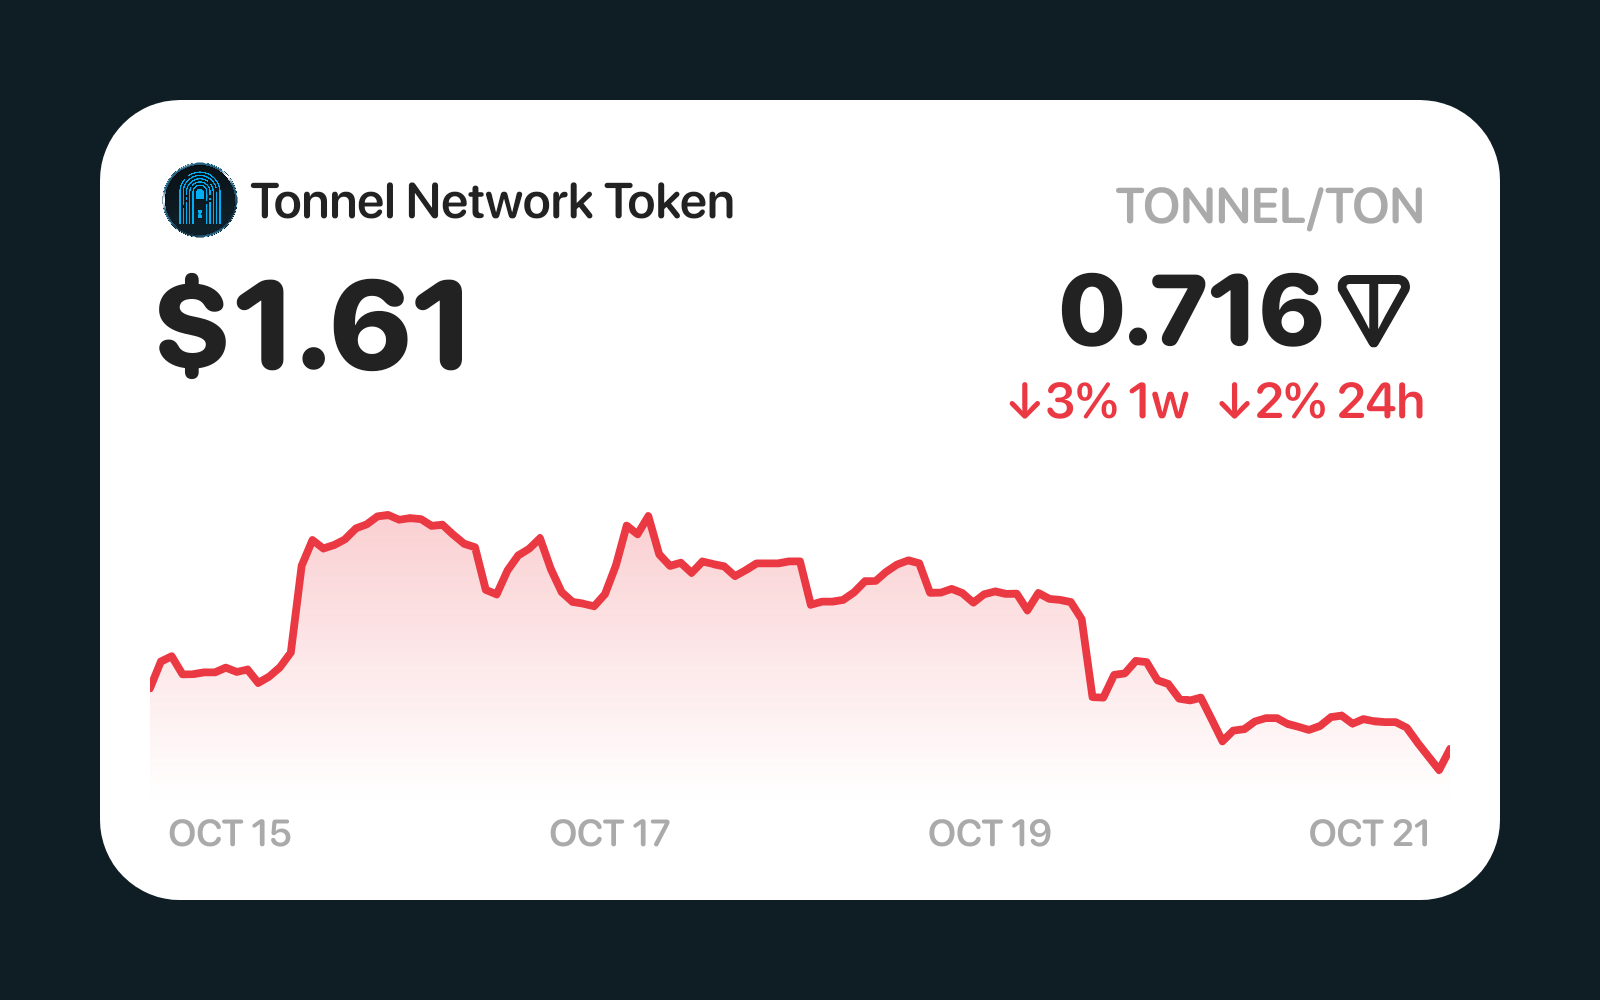 Tonnel Network Token
TONNEL/TON
$1.61
0.716
↓3% 1w ↓2% 24h
OCT 15 OCT 17 OCT 19 OCT 21